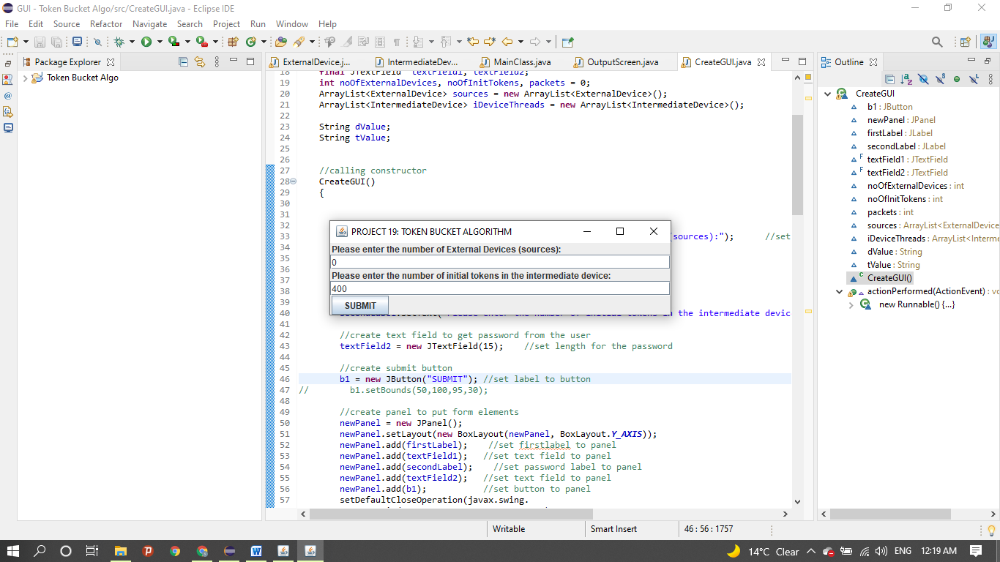 GUI - Token Bucket Algo/src/CreateGUI.java - Eclipse IDE
File Edit Source Refactor Navigate Search Project Run Window Help
Package Explorer
Token Bucket Algo
ExternalDevice.j...
IntermediateDev...
MainClass.java
OutputScreen.java
CreateGUI.java
18 final JTextField textField1, textField2;
19 int noOfExternalDevices, noOfInitTokens, packets = 0;
20 ArrayList<ExternalDevice> sources = new ArrayList<ExternalDevice>();
21 ArrayList<IntermediateDevice> iDeviceThreads = new ArrayList<IntermediateDevice>();
22
23 String dValue;
24 String tValue;
25
26
27 //calling constructor
28 CreateGUI()
29 {
30
31
32
33 (sources):"); //set
34
35
36
37
38
39
40 in the intermediate devic
41
42 //create text field to get password from the user
43 textField2 = new JTextField(15); //set length for the password
44
45 //create submit button
46 b1 = new JButton("SUBMIT"); //set label to button
47 // b1.setBounds(50,100,95,30);
48
49 //create panel to put form elements
50 newPanel = new JPanel();
51 newPanel.setLayout(new BoxLayout(newPanel, BoxLayout.Y_AXIS));
52 newPanel.add(firstLabel); //set firstlabel to panel
53 newPanel.add(textField1); //set text field to panel
54 newPanel.add(secondLabel); //set password label to panel
55 newPanel.add(textField2); //set text field to panel
56 newPanel.add(b1); //set button to panel
57 setDefaultCloseOperation(javax.swing.
PROJECT 19: TOKEN BUCKET ALGORITHM
Please enter the number of External Devices (sources):
0
Please enter the number of initial tokens in the intermediate device:
400
SUBMIT
Outline
CreateGUI
b1 : JButton
newPanel : JPanel
firstLabel : JLabel
secondLabel : JLabel
F textField1 : JTextField
F textField2 : JTextField
noOfExternalDevices : int
noOfInitTokens : int
packets : int
sources : ArrayList<ExternalDevice
iDeviceThreads : ArrayList<Interme
dValue : String
tValue : String
C CreateGUI()
actionPerformed(ActionEvent) : vo
new Runnable() {...}
Writable
Smart Insert
46 : 56 : 1757
14°C Clear
ENG
12:19 AM